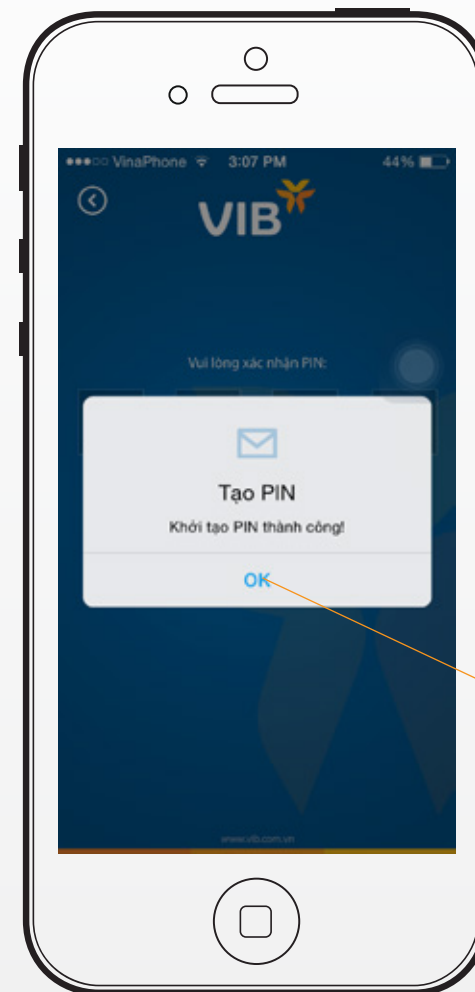 VinaPhone 3:07 PM 44%
VIB
Vui lòng xác nhận PIN:
Tạo PIN
Khởi tạo PIN thành công!
OK
www.vib.com.vn